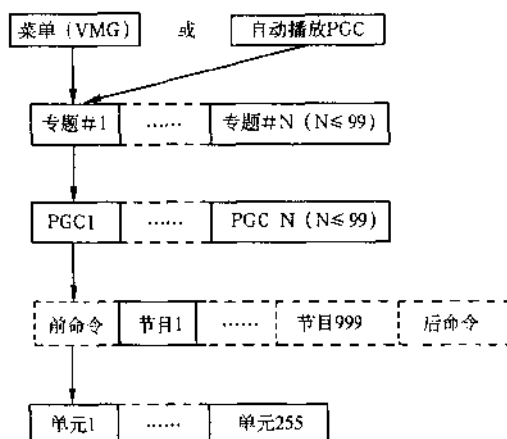 菜单（VMG） 或 自动播放PGC
专题#1 …… 专题#N（N≤99）
PGC1 …… PGC N（N≤99）
前命令 节目1 …… 节目999 后命令
单元1 …… 单元255